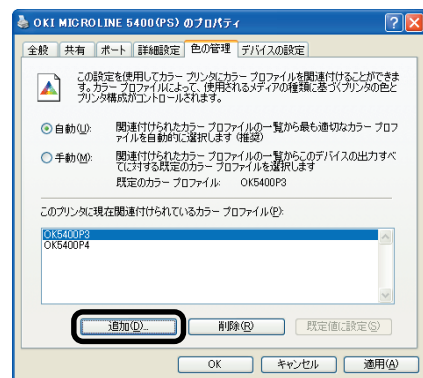 OKI MICROLINE 5400(PS) のプロパティ
全般 共有 ポート 詳細設定 色の管理 デバイスの設定
この設定を使用してカラー プリンタにカラー プロファイルを関連付けることができま
す。カラー プロファイルによって、使用されるメディアの種類に基づくプリンタの色と
プリンタ構成がコントロールされます。
自動(U): 関連付けられたカラー プロファイルの一覧から最も適切なカラー プロフ
ァイルを自動的に選択します (推奨)
手動(M): 関連付けられたカラー プロファイルの一覧からこのデバイスの出力すべ
てに対する既定のカラー プロファイルを選択します
既定のカラー プロファイル: OK5400P3
このプリンタに現在関連付けられているカラー プロファイル(P):
OK5400P3
OK5400P4
追加(D)... 削除(R) 既定値に設定(S)
OK キャンセル 適用(A)